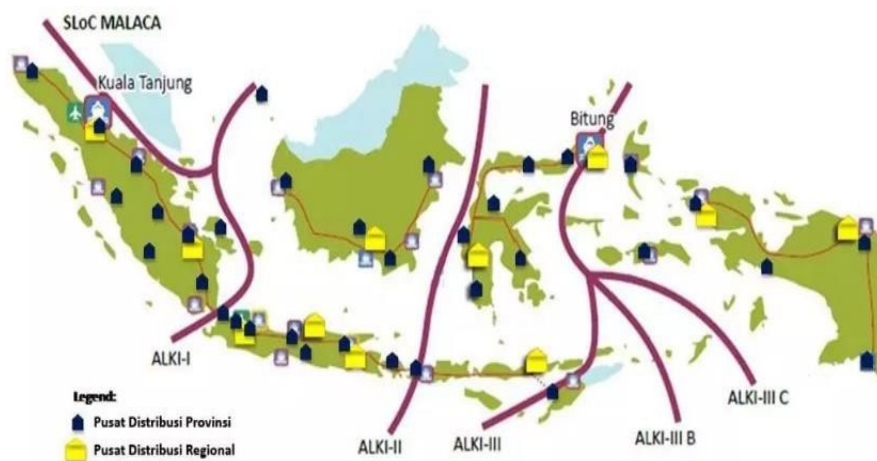 SLoC MALACA
Kuala Tanjung
Bitung
ALKI-I
ALKI-II
ALKI-III
ALKI-III B
ALKI-III C
Legend:
Pusat Distribusi Provinsi
Pusat Distribusi Regional